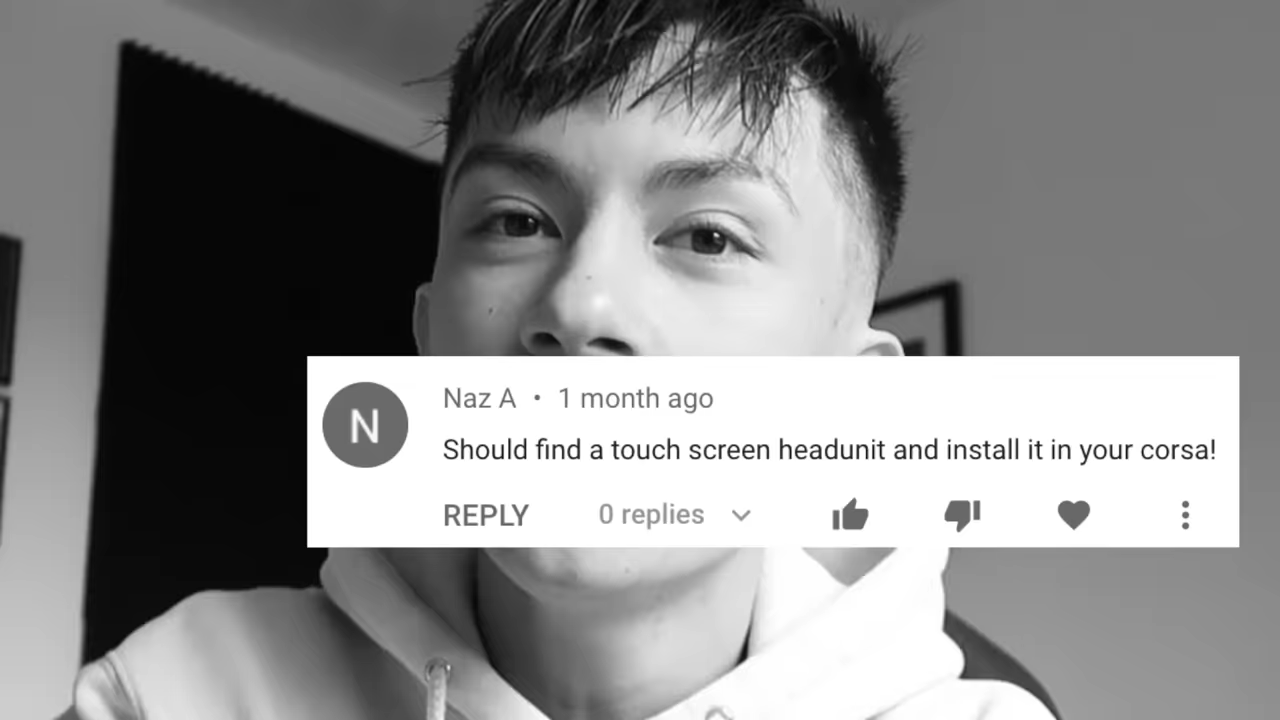 N
Naz A • 1 month ago
Should find a touch screen headunit and install it in your corsa!
REPLY 0 replies